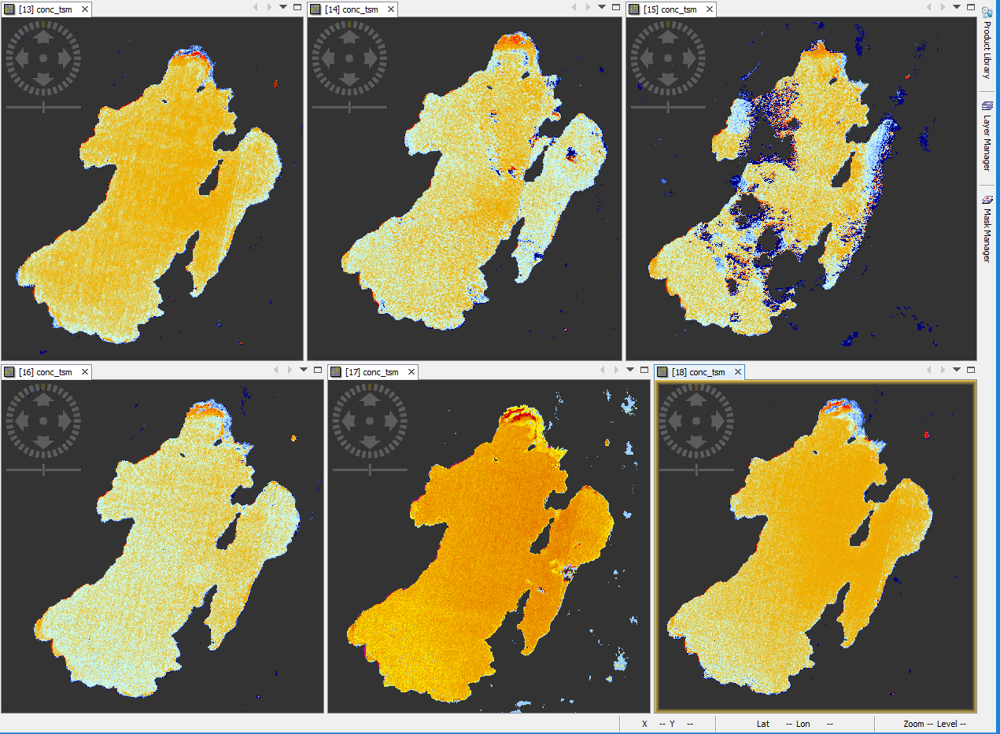 [13] conc_tsm
[14] conc_tsm
[15] conc_tsm
Product Library
Layer Manager
Mask Manager
[16] conc_tsm
[17] conc_tsm
[18] conc_tsm
X -- Y -- Lat -- Lon -- Zoom -- Level --